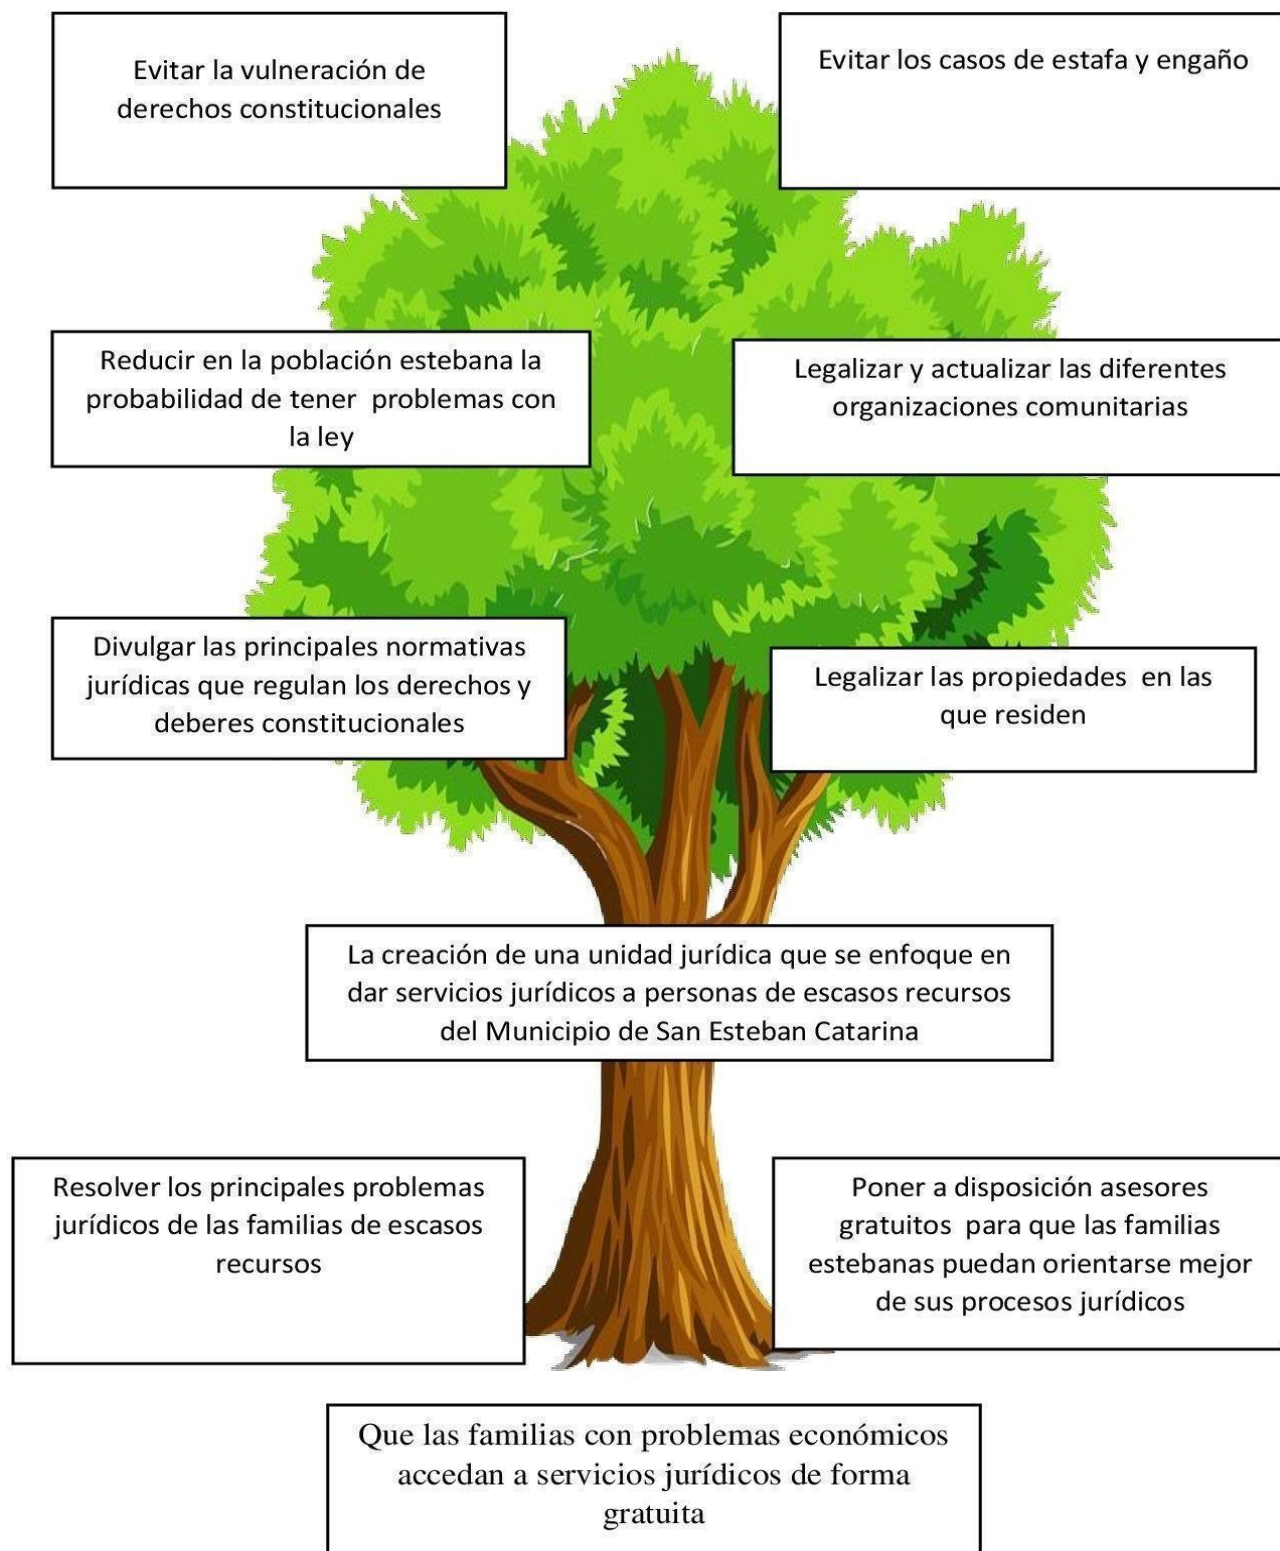 Evitar la vulneración de
derechos constitucionales
Evitar los casos de estafa y engaño
Reducir en la población estebana la
probabilidad de tener  problemas con
la ley
Legalizar y actualizar las diferentes
organizaciones comunitarias
Divulgar las principales normativas
jurídicas que regulan los derechos y
deberes constitucionales
Legalizar las propiedades  en las
que residen
La creación de una unidad jurídica que se enfoque en
dar servicios jurídicos a personas de escasos recursos
del Municipio de San Esteban Catarina
Resolver los principales problemas
jurídicos de las familias de escasos
recursos
Poner a disposición asesores
gratuitos  para que las familias
estebanas puedan orientarse mejor
de sus procesos jurídicos
Que las familias con problemas económicos
accedan a servicios jurídicos de forma
gratuita